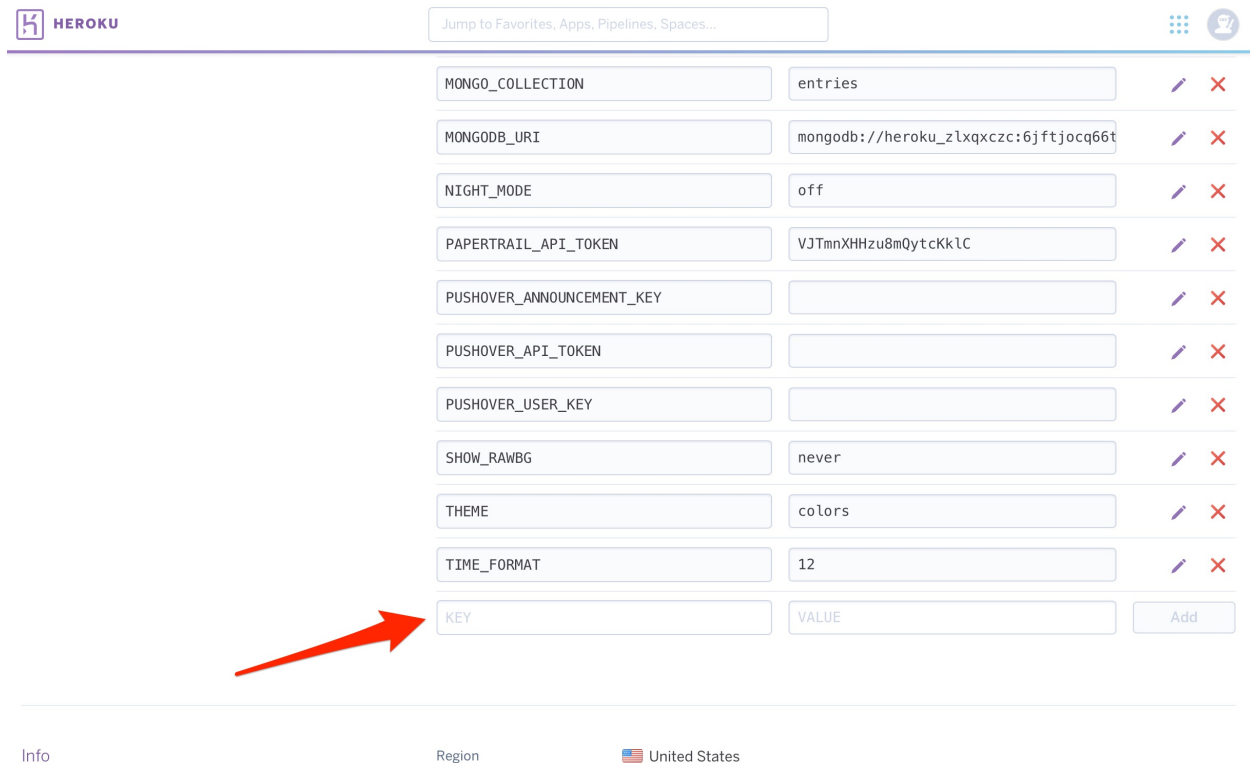 HEROKU
Jump to Favorites, Apps, Pipelines, Spaces...
MONGO_COLLECTION entries
MONGODB_URI mongodb://heroku_zlxqxczc:6jftjocq66t
NIGHT_MODE off
PAPERTRAIL_API_TOKEN VJTmnXHHzu8mQytcKklC
PUSHOVER_ANNOUNCEMENT_KEY
PUSHOVER_API_TOKEN
PUSHOVER_USER_KEY
SHOW_RAWBG never
THEME colors
TIME_FORMAT 12
KEY VALUE Add
Info Region United States